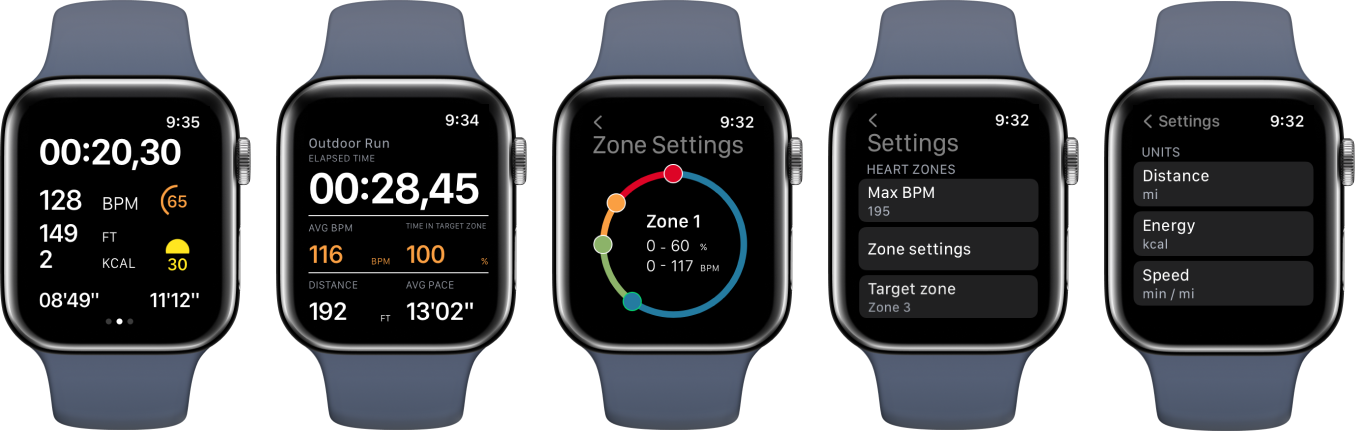 9:35
00:20,30
128 BPM 65
149 FT
2 KCAL 30
08'49" 11'12"
9:34
Outdoor Run
ELAPSED TIME
00:28,45
AVG BPM TIME IN TARGET ZONE
116 BPM 100 %
DISTANCE AVG PACE
192 FT 13'02"
9:32
Zone Settings
Zone 1
0 - 60 %
0 - 117 BPM
9:32
Settings
HEART ZONES
Max BPM
195
Zone settings
Target zone
Zone 3
Settings 9:32
UNITS
Distance
mi
Energy
kcal
Speed
min / mi